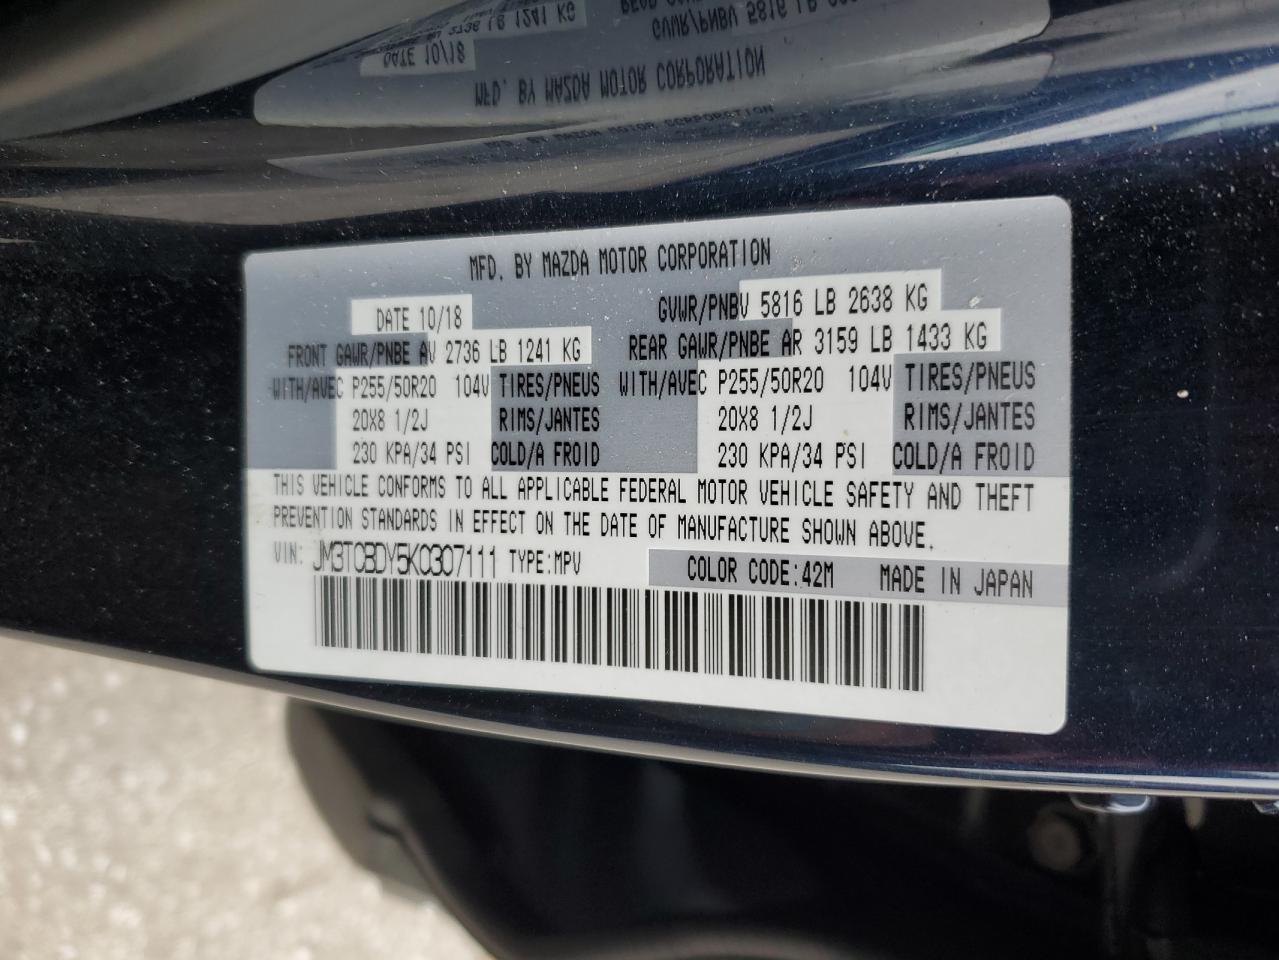 MFD. BY MAZDA MOTOR CORPORATION
DATE 10/18 GVWR/PNBV 5816 LB 2638 KG
FRONT GAWR/PNBE AV 2736 LB 1241 KG REAR GAWR/PNBE AR 3159 LB 1433 KG
WITH/AVEC P255/50R20 104V TIRES/PNEUS WITH/AVEC P255/50R20 104V TIRES/PNEUS
20X8 1/2J RIMS/JANTES 20X8 1/2J RIMS/JANTES
230 KPA/34 PSI COLD/A FROID 230 KPA/34 PSI COLD/A FROID
THIS VEHICLE CONFORMS TO ALL APPLICABLE FEDERAL MOTOR VEHICLE SAFETY AND THEFT
PREVENTION STANDARDS IN EFFECT ON THE DATE OF MANUFACTURE SHOWN ABOVE.
VIN: JM3TCBDY5K0307111 TYPE:MPV COLOR CODE:42M MADE IN JAPAN